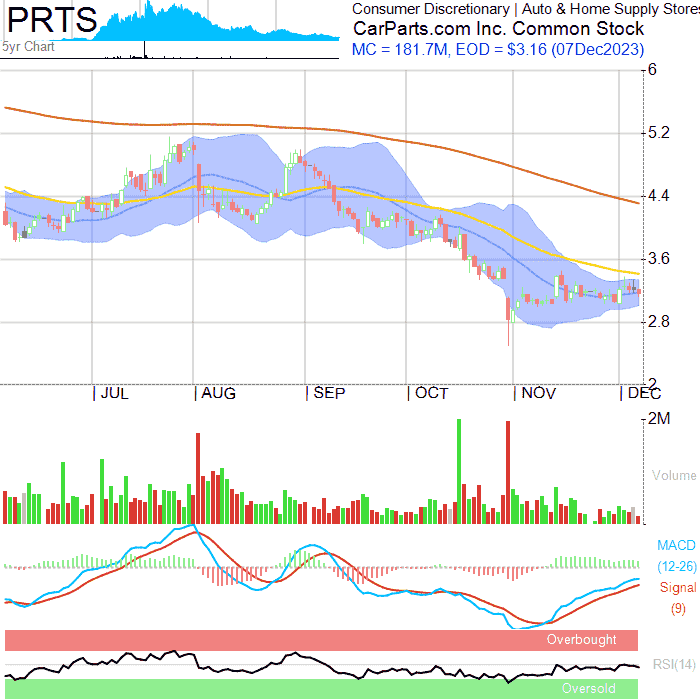 PRTS
5yr Chart
Consumer Discretionary | Auto & Home Supply Stores
CarParts.com Inc. Common Stock
MC = 181.7M, EOD = $3.16 (07Dec2023)
6
5.2
4.4
3.6
2.8
2
JUL AUG SEP OCT NOV DEC
2M
Volume
MACD
(12-26)
Signal
(9)
Overbought
RSI(14)
Oversold